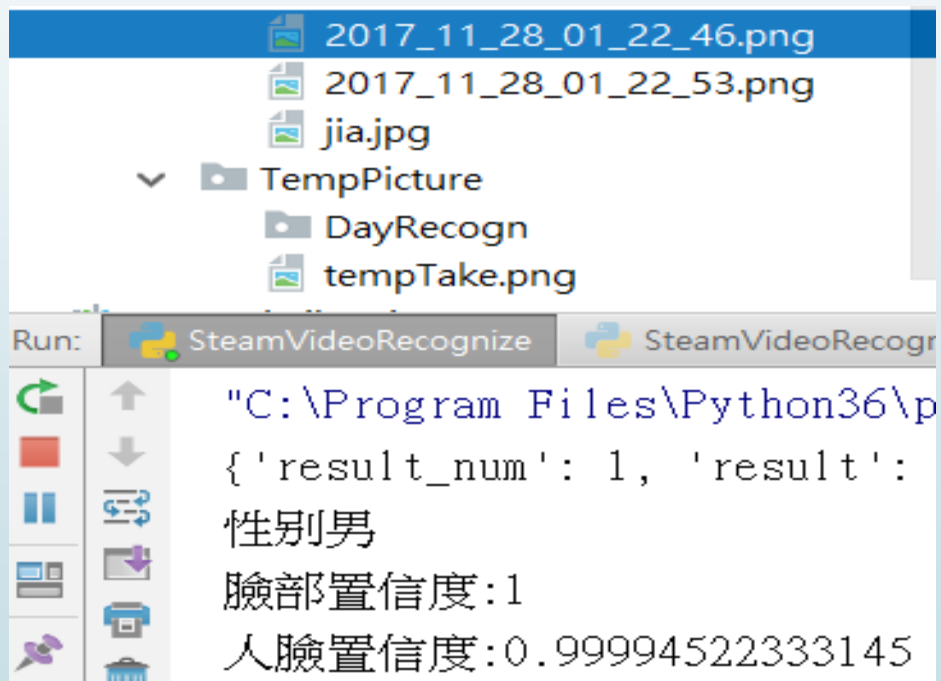 2017_11_28_01_22_46.png
2017_11_28_01_22_53.png
jia.jpg
TempPicture
DayRecogn
tempTake.png
Run: SteamVideoRecognize SteamVideoRecogn
"C:\Program Files\Python36\p
{'result_num': 1, 'result':
性别男
臉部置信度:1
人臉置信度:0.99994522333145